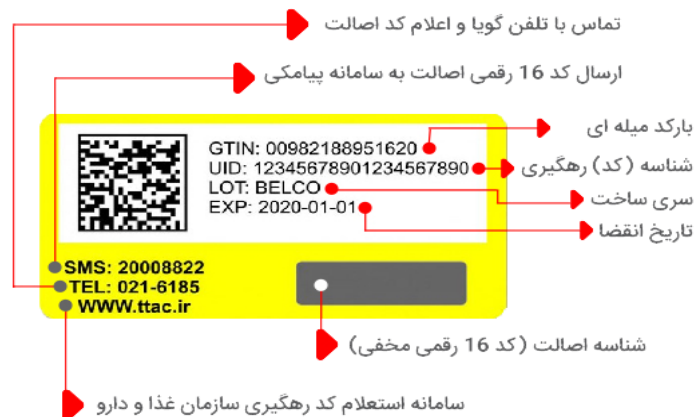 تماس با تلفن گویا و اعلام کد اصالت
ارسال کد 16 رقمی اصالت به سامانه پیامکی
بارکد میله ای
GTIN: 00982188951620
شناسه (کد) رهگیری
UID: 12345678901234567890
سری ساخت
LOT: BELCO
تاریخ انقضا
EXP: 2020-01-01
SMS: 20008822
TEL: 021-6185
WWW.ttac.ir
شناسه اصالت (کد 16 رقمی مخفی)
سامانه استعلام کد رهگیری سازمان غذا و دارو